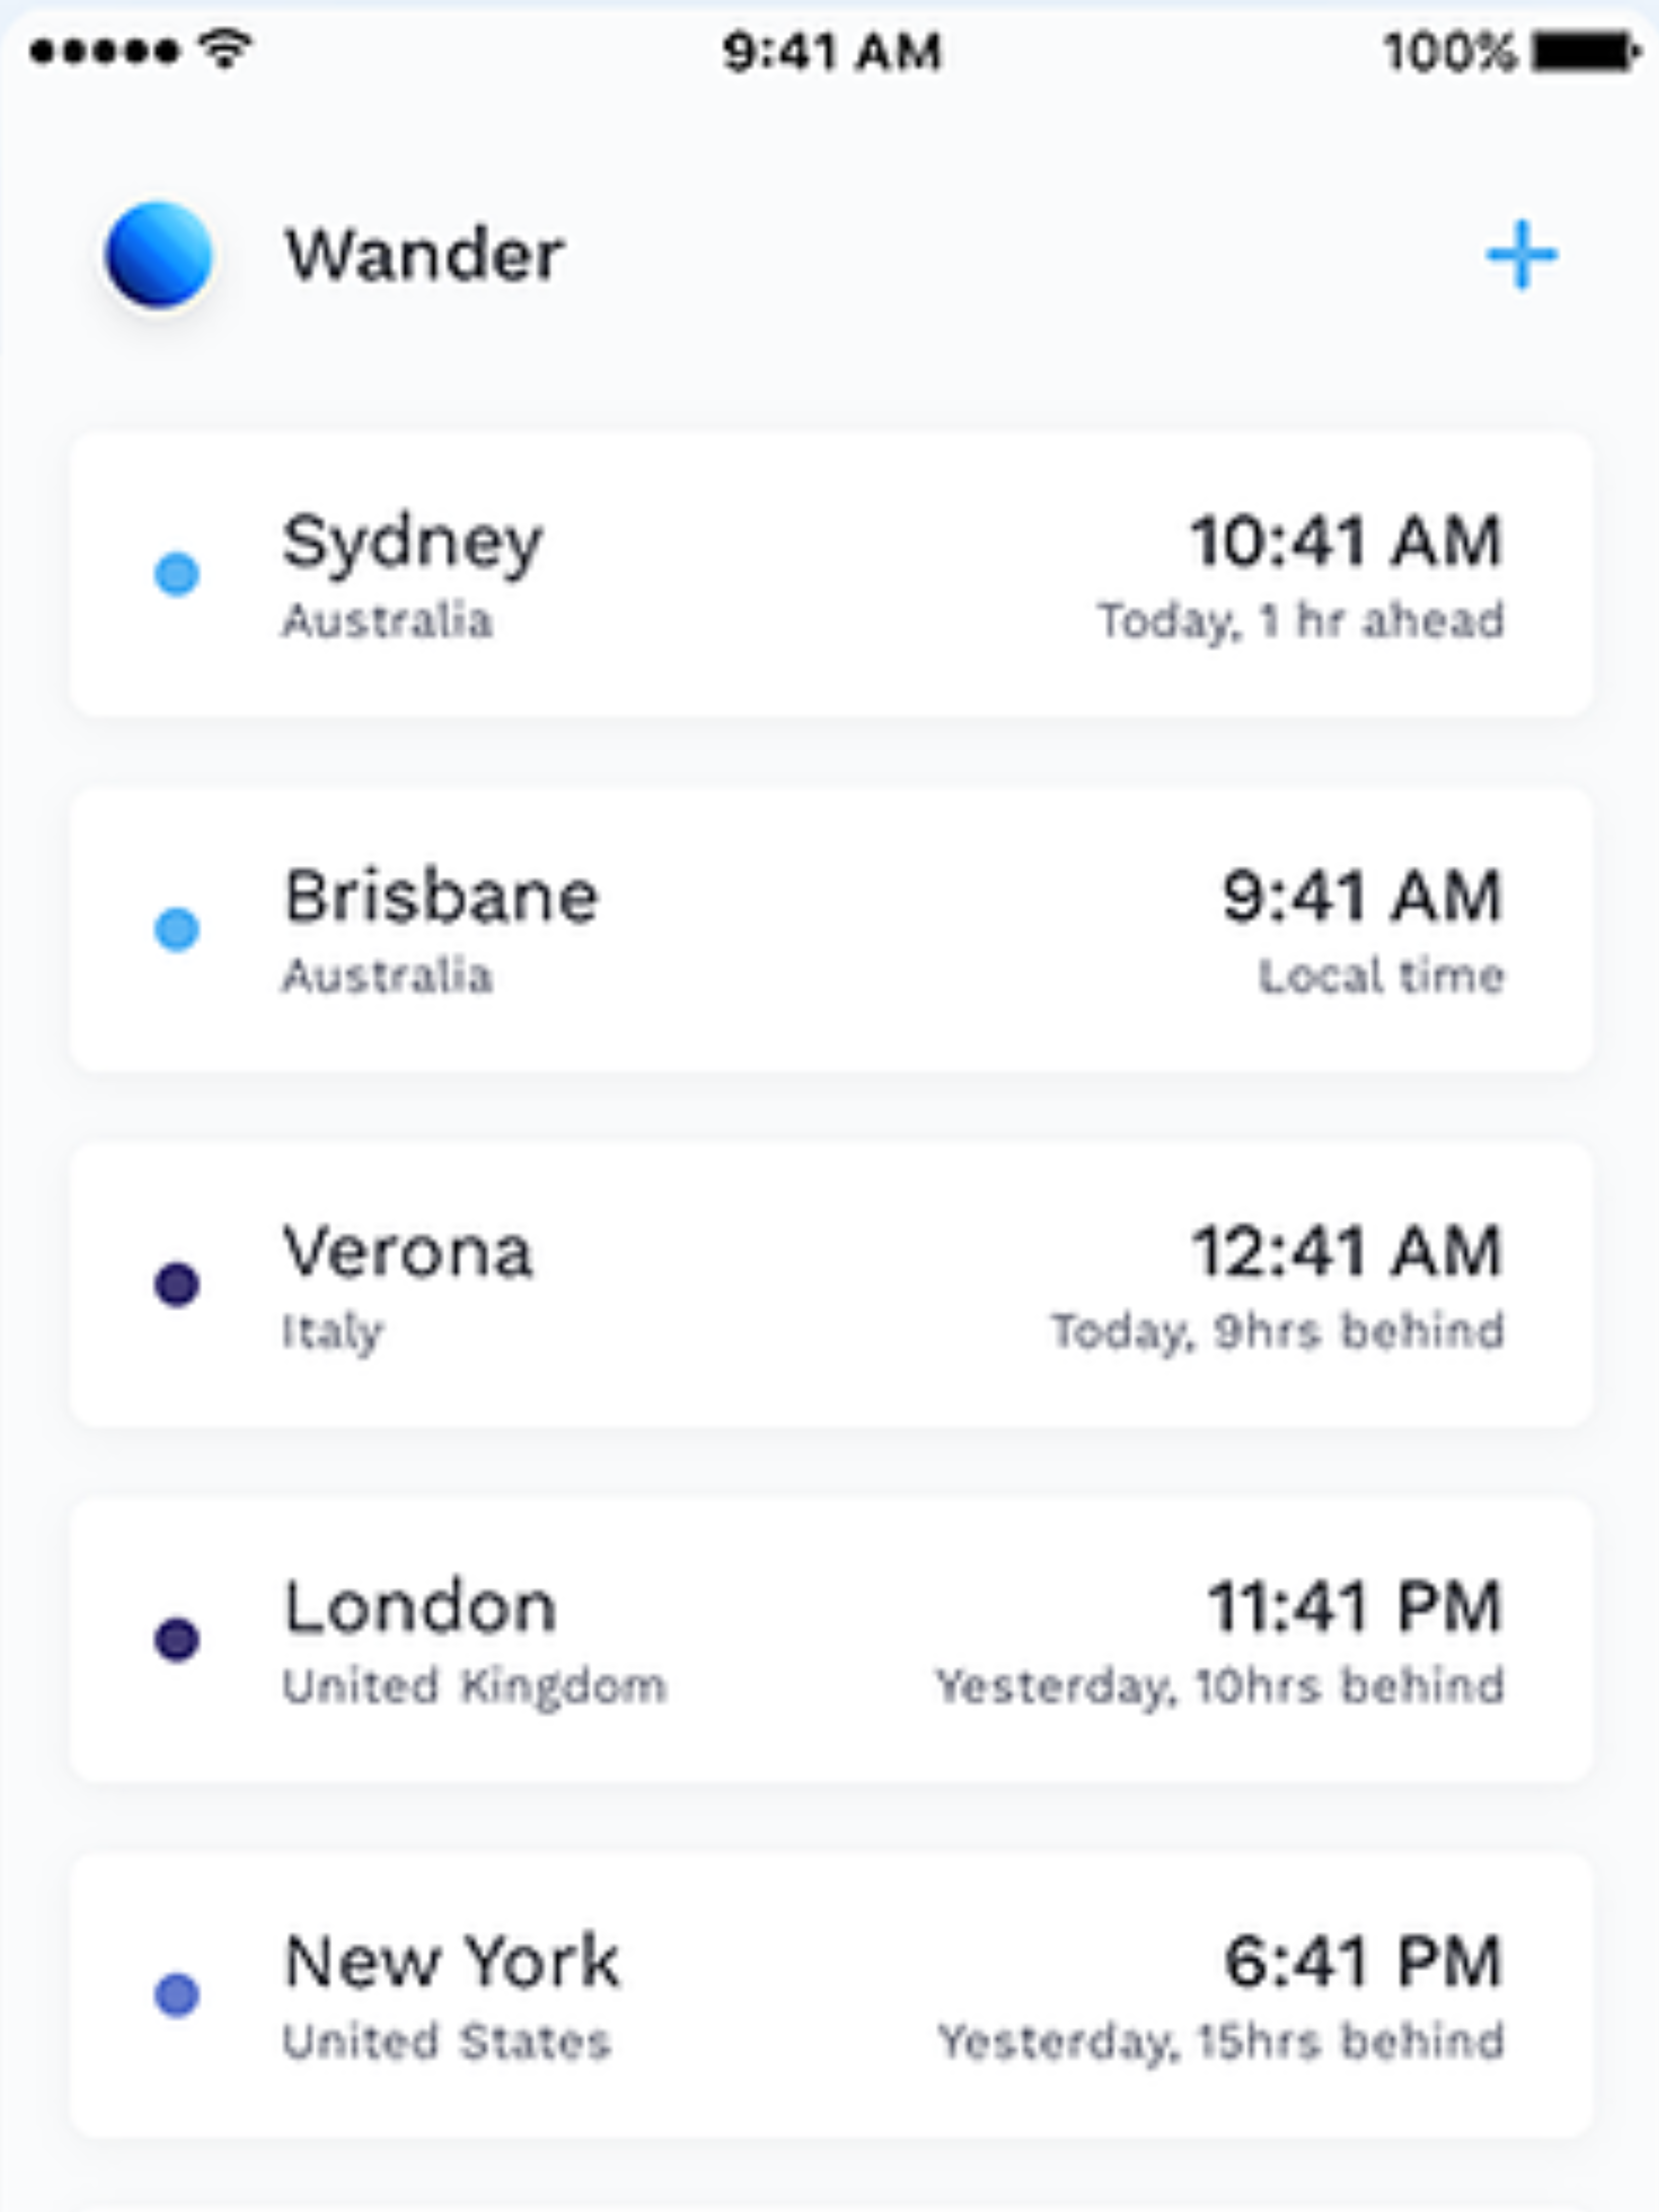 9:41 AM 100%
Wander
Sydney 10:41 AM
Australia Today, 1 hr ahead
Brisbane 9:41 AM
Australia Local time
Verona 12:41 AM
Italy Today, 9hrs behind
London 11:41 PM
United Kingdom Yesterday, 10hrs behind
New York 6:41 PM
United States Yesterday, 15hrs behind